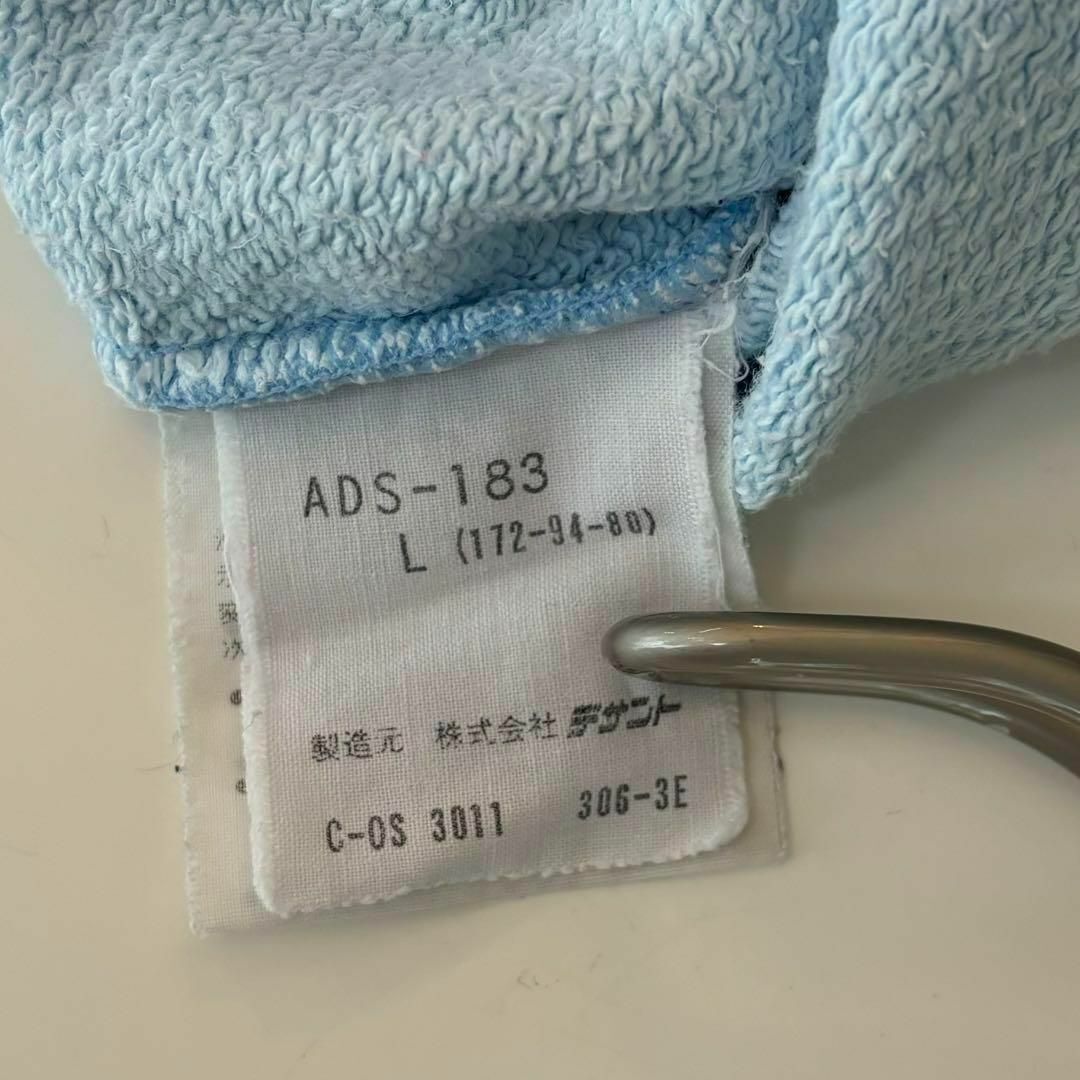 ADS-183
L (172-94-80)
製造元 株式会社 デサント
C-OS 3011 306-3E